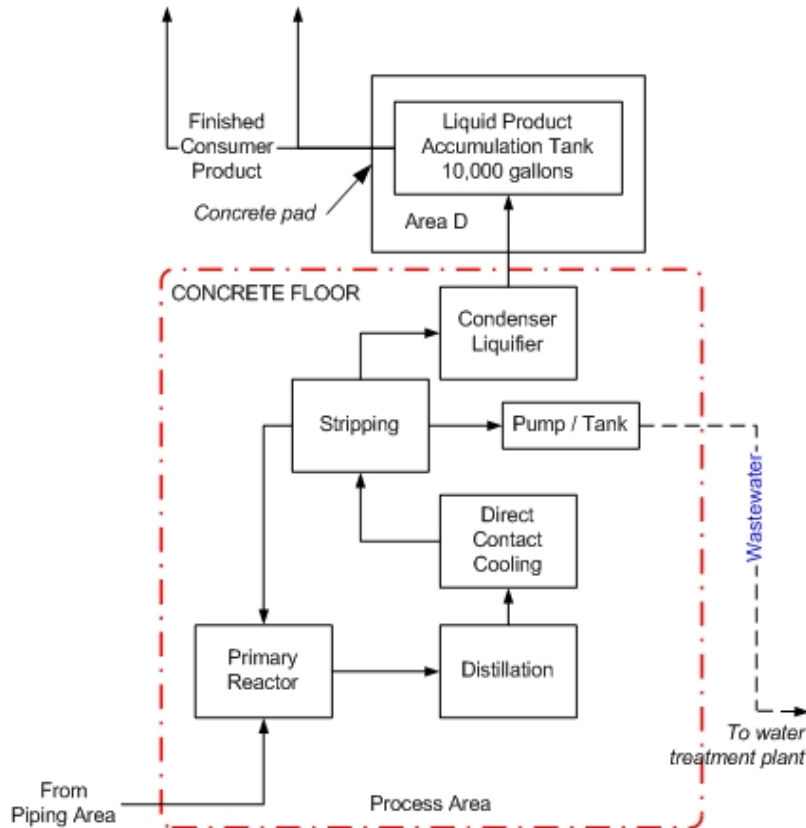 Finished
Consumer
Product
Liquid Product
Accumulation Tank
10,000 gallons
Concrete pad
Area D
CONCRETE FLOOR
Condenser
Liquifier
Stripping
Pump / Tank
Wastewater
Direct
Contact
Cooling
Primary
Reactor
Distillation
To water
treatment plant
From
Piping Area
Process Area